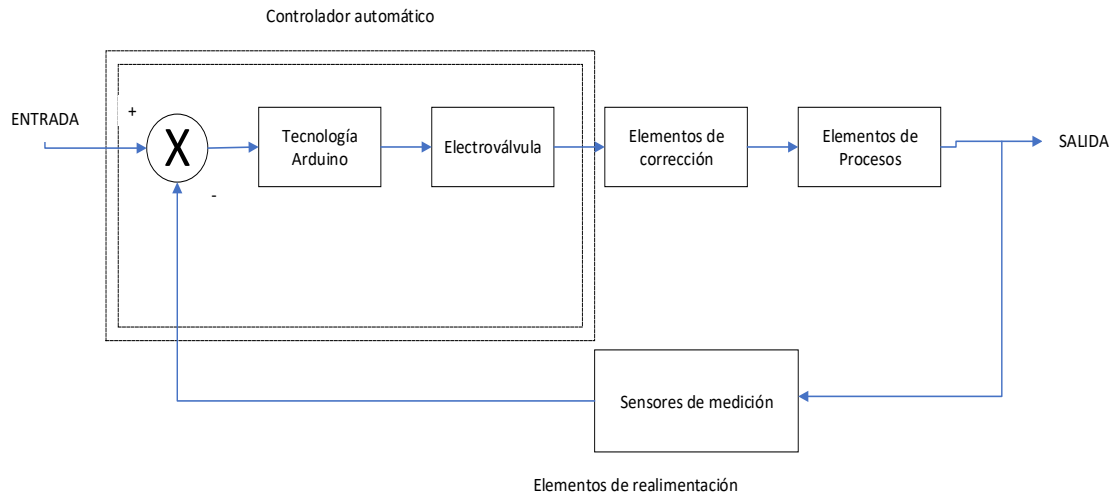 Controlador automático
ENTRADA
+
X
-
Tecnología
Arduino
Electroválvula
Elementos de
corrección
Elementos de
Procesos
SALIDA
Sensores de medición
Elementos de realimentación